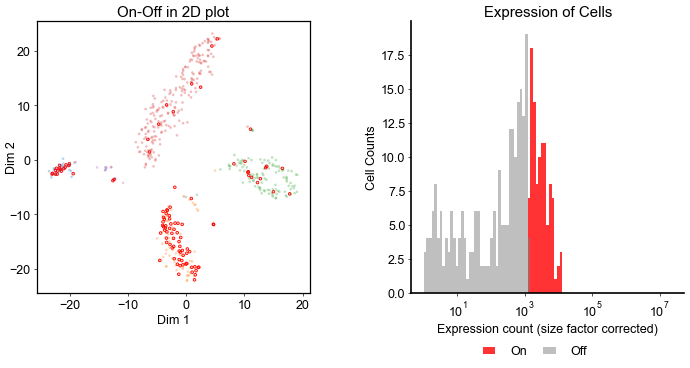 On-Off in 2D plot
Dim 2
20
10
0
−10
−20
−20
−10
0
10
20
Dim 1
Expression of Cells
Cell Counts
17.5
15.0
12.5
10.0
7.5
5.0
2.5
0.0
10^1
10^3
10^5
10^7
Expression count (size factor corrected)
On
Off